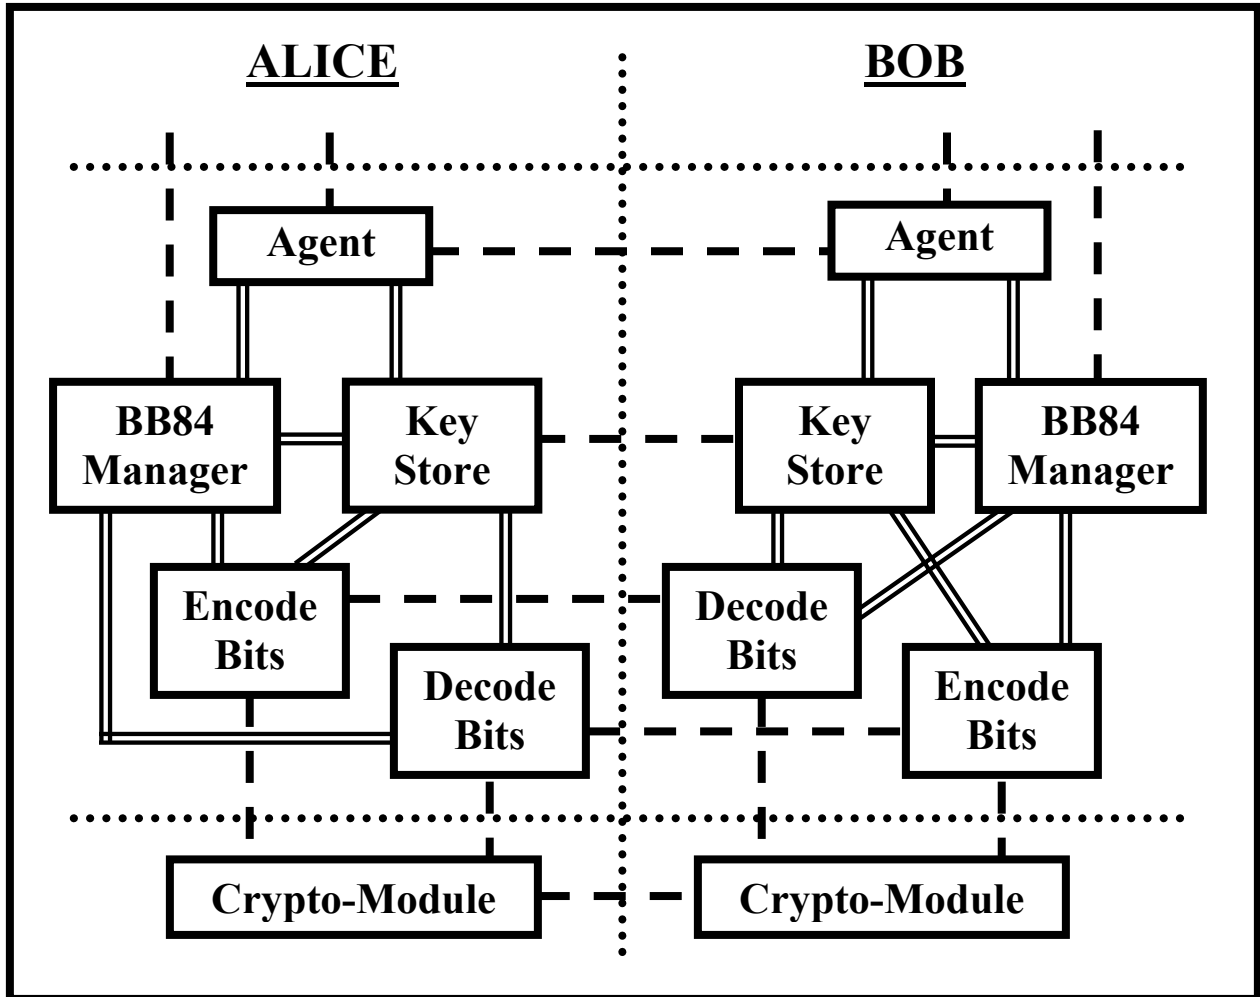 ALICE
BOB
Agent
Agent
BB84
Manager
Key
Store
Key
Store
BB84
Manager
Encode
Bits
Decode
Bits
Decode
Bits
Encode
Bits
Crypto-Module
Crypto-Module